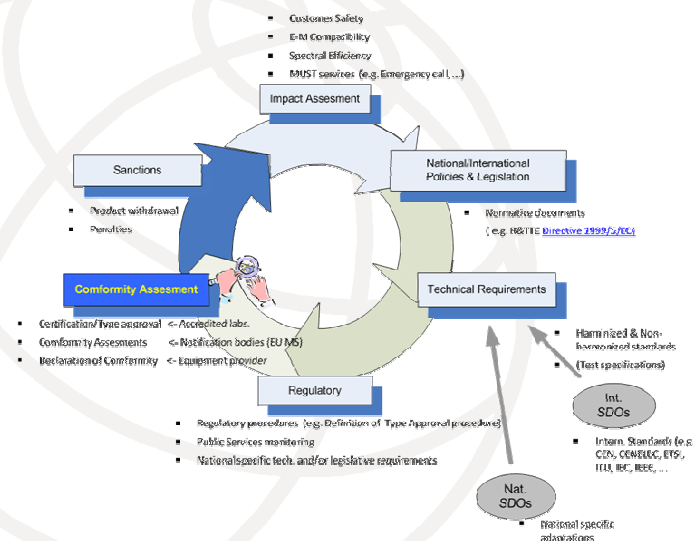 ▪ Customer Safety
▪ E-M Compatibility
▪ Spectral Efficiency
▪ MUST services (e.g. Emergency call, ...)
Impact Assesment
Sanctions
▪ Product withdrawal
▪ Penalties
National/International
Policies & Legislation
▪ Normative documents
( e.g. R&TTE Directive 1999/5/EC)
Comformity Assesment
▪ Certification/Type approval <- Accredited labs.
▪ Comformity Assesments <- Notification bodies (EU MS)
▪ Declaration of Comformity <- Equipment provider
Technical Requirements
▪ Harminized & Non-
harmonized standards
▪ (Test specifications)
Regulatory
▪ Regulatory procedures (e.g. Definition of Type Approval procedure)
▪ Public Services monitoring
▪ National specific tech. and/or legislative requirements
Int.
SDOs
▪ Intern. Standards (e.g.
CEN, CENELEC, ETSI,
ITU, IEC, IEEE, ...
Nat.
SDOs
▪ National specific
adaptations